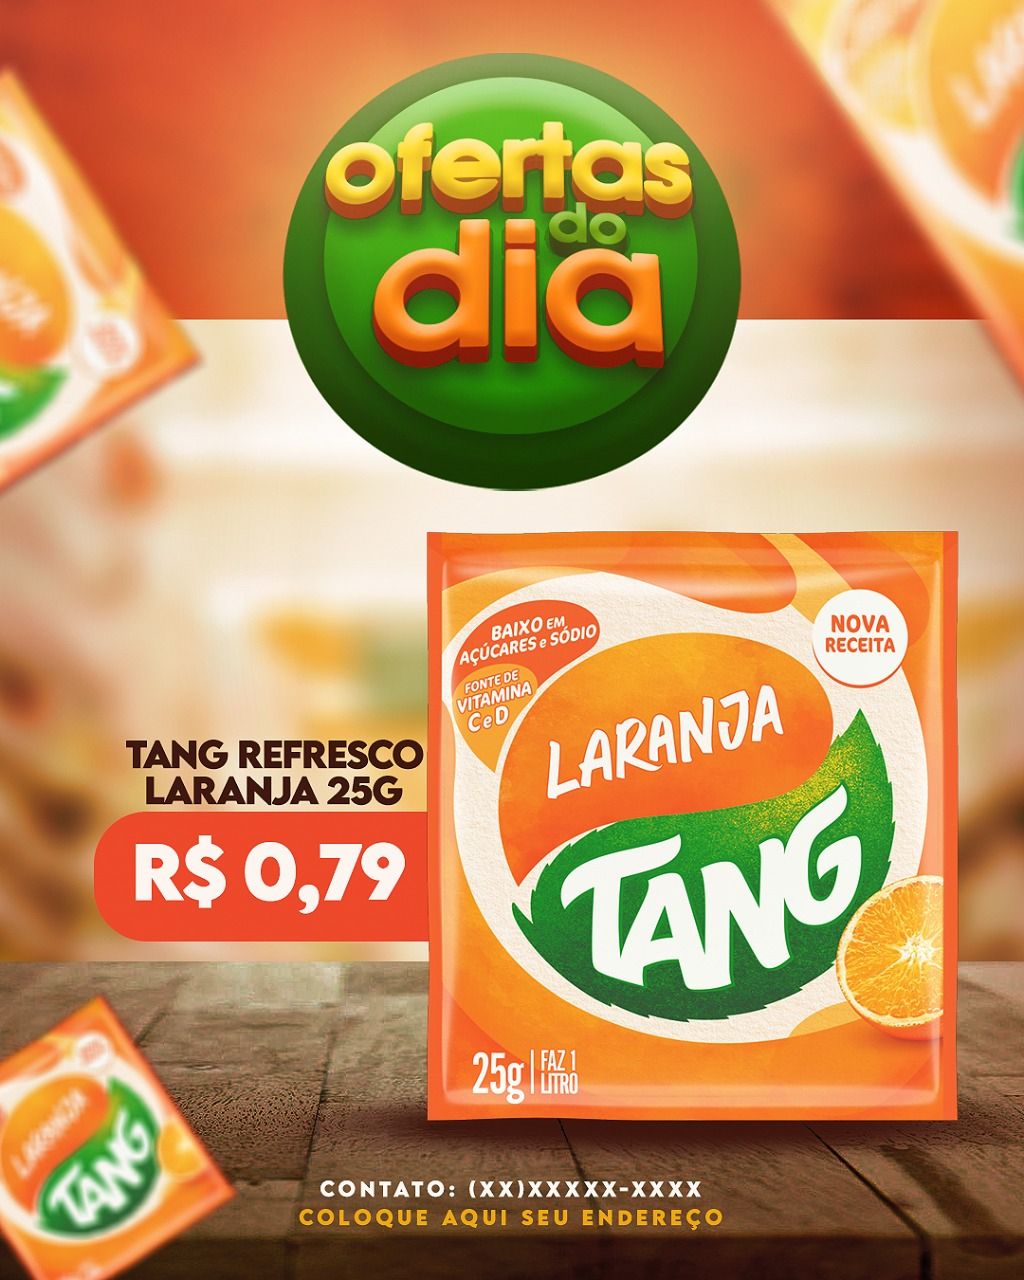 ofertas
do
dia
BAIXO EM
AÇÚCARES e SÓDIO
FONTE DE
VITAMINA
C e D
NOVA
RECEITA
LARANJA
TANG
TANG REFRESCO
LARANJA 25G
R$ 0,79
25g
FAZ 1
LITRO
LARANJA
TANG
CONTATO: (XX)XXXXX-XXXX
COLOQUE AQUI SEU ENDEREÇO